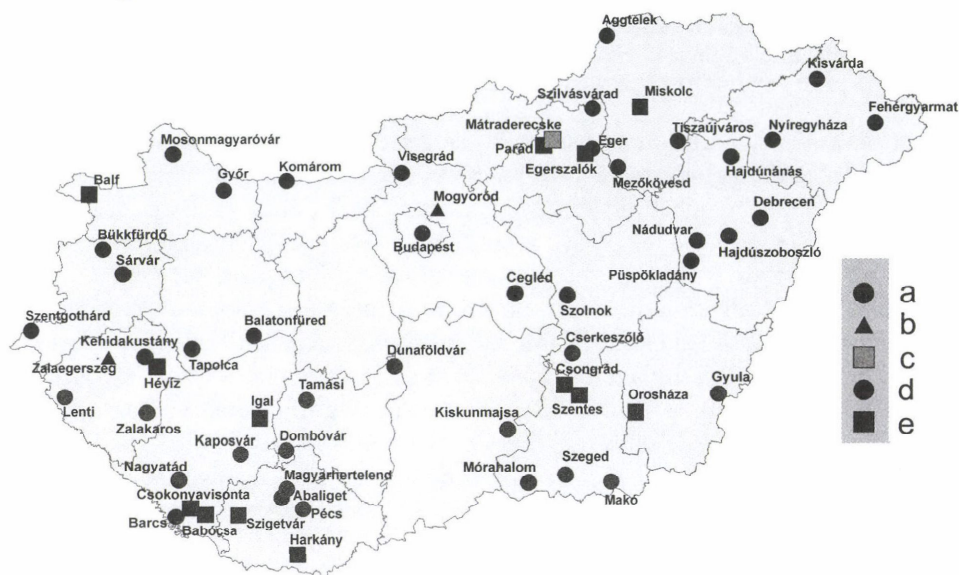 Aggtelek
Kisvárda
Szilvásvárad
Miskolc
Fehérgyarmat
Mátraderecske
Tiszaújváros
Nyíregyháza
Mosonmagyaróvár
Visegrád
Parád
Eger
Egerszalók
Komárom
Hajdúnánás
Mezőkövesd
Balf
Győr
Mogyoród
Debrecen
Bükkfürdő
Budapest
Nádudvar
Hajdúszoboszló
Sárvár
Püspökladány
Cegléd
Szolnok
Szentgothárd
Balatonfüred
Kehidakustány
Cserkeszőlő
Zalaegerszeg
Tapolca
Dunaföldvár
Csongrád
Hévíz
Tamási
Gyula
Lenti
Igal
Szentes
Orosháza
Zalakaros
Kiskunmajsa
Kaposvár
Dombóvár
Nagyatád
Magyarhertelend
Mórahalom
Szeged
Csokonyavisonta
Abaliget
Makó
Barcs
Pécs
Babócsa
Szigetvár
Harkány
a
b
c
d
e